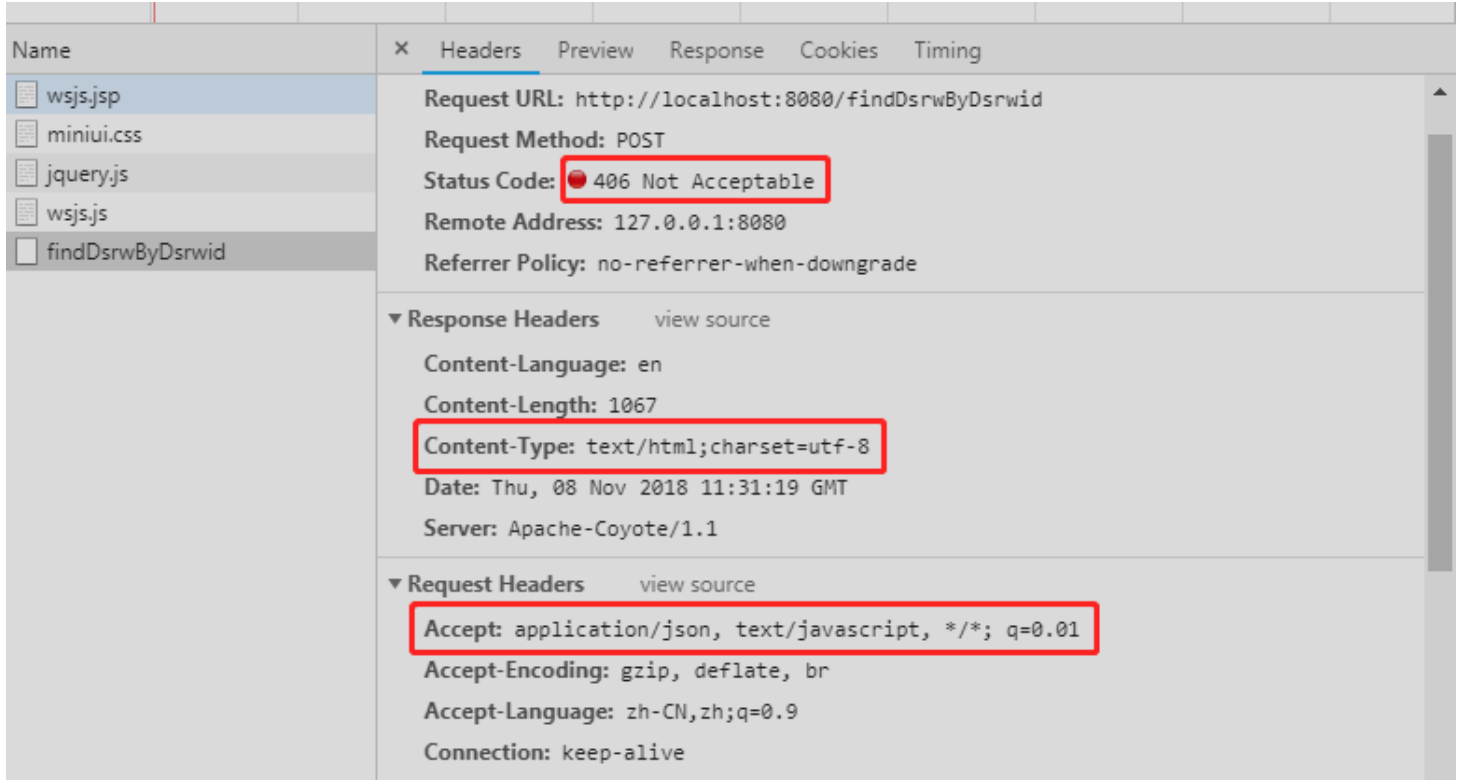 Name
× Headers Preview Response Cookies Timing
wsjs.jsp
miniui.css
jquery.js
wsjs.js
findDsrwByDsrwid
Request URL: http://localhost:8080/findDsrwByDsrwid
Request Method: POST
Status Code: 406 Not Acceptable
Remote Address: 127.0.0.1:8080
Referrer Policy: no-referrer-when-downgrade
▼ Response Headers view source
Content-Language: en
Content-Length: 1067
Content-Type: text/html;charset=utf-8
Date: Thu, 08 Nov 2018 11:31:19 GMT
Server: Apache-Coyote/1.1
▼ Request Headers view source
Accept: application/json, text/javascript, */*; q=0.01
Accept-Encoding: gzip, deflate, br
Accept-Language: zh-CN,zh;q=0.9
Connection: keep-alive